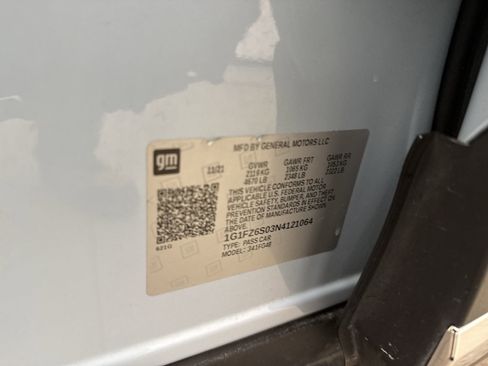 MFD BY GENERAL MOTORS LLC
gm
11/21
GVWR GAWR FRT GAWR RR
2119 KG 1065 KG 1053 KG
4670 LB 2348 LB 2322 LB
THIS VEHICLE CONFORMS TO ALL
APPLICABLE U.S. FEDERAL MOTOR
VEHICLE SAFETY, BUMPER, AND THEFT
PREVENTION STANDARDS IN EFFECT ON
THE DATE OF MANUFACTURE SHOWN
ABOVE.
1G1FZ6S03N4121064
TYPE: PASS CAR
MODEL: 341FG48